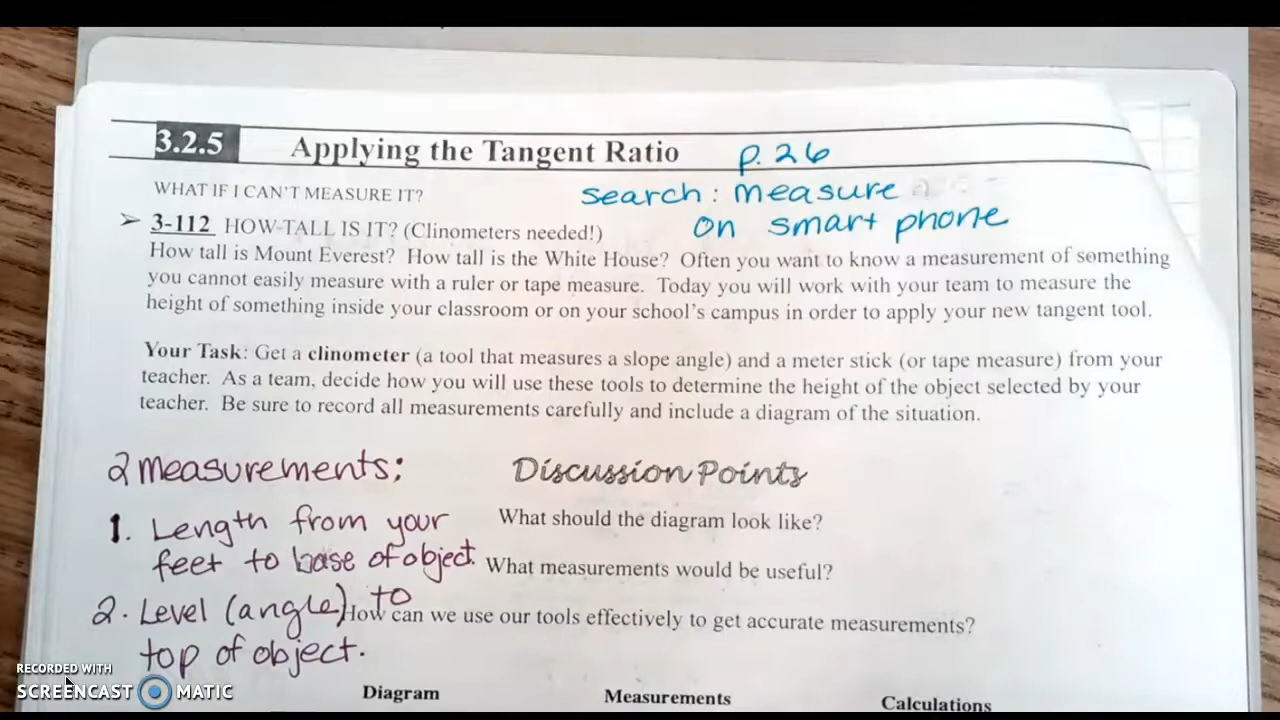 3.2.5 Applying the Tangent Ratio p. 26
WHAT IF I CAN'T MEASURE IT? search: measure
on smart phone
➢ 3-112 HOW TALL IS IT? (Clinometers needed!)
How tall is Mount Everest? How tall is the White House? Often you want to know a measurement of something
you cannot easily measure with a ruler or tape measure. Today you will work with your team to measure the
height of something inside your classroom or on your school's campus in order to apply your new tangent tool.
Your Task: Get a clinometer (a tool that measures a slope angle) and a meter stick (or tape measure) from your
teacher. As a team, decide how you will use these tools to determine the height of the object selected by your
teacher. Be sure to record all measurements carefully and include a diagram of the situation.
2 measurements:
1. Length from your
feet to base of object.
2. Level (angle) to
top of object.
Discussion Points
What should the diagram look like?
What measurements would be useful?
How can we use our tools effectively to get accurate measurements?
Diagram Measurements Calculations
RECORDED WITH
SCREENCAST MATIC